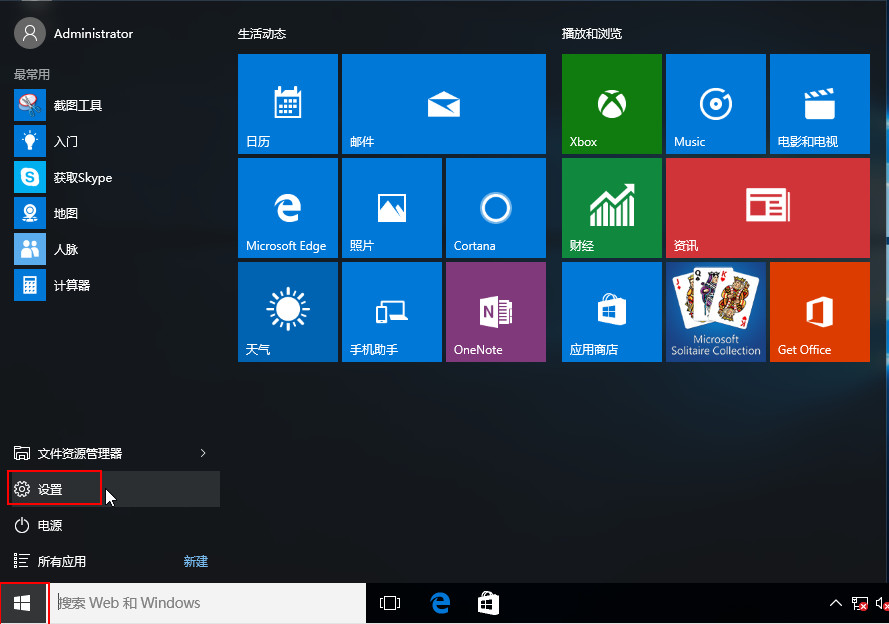 Administrator
最常用
截图工具
入门
获取Skype
地图
人脉
计算器
文件资源管理器
设置
电源
所有应用
新建
生活动态
日历
邮件
Microsoft Edge
照片
Cortana
天气
手机助手
OneNote
播放和浏览
Xbox
Music
电影和电视
财经
资讯
应用商店
Microsoft
Solitaire Collection
Get Office
搜索 Web 和 Windows